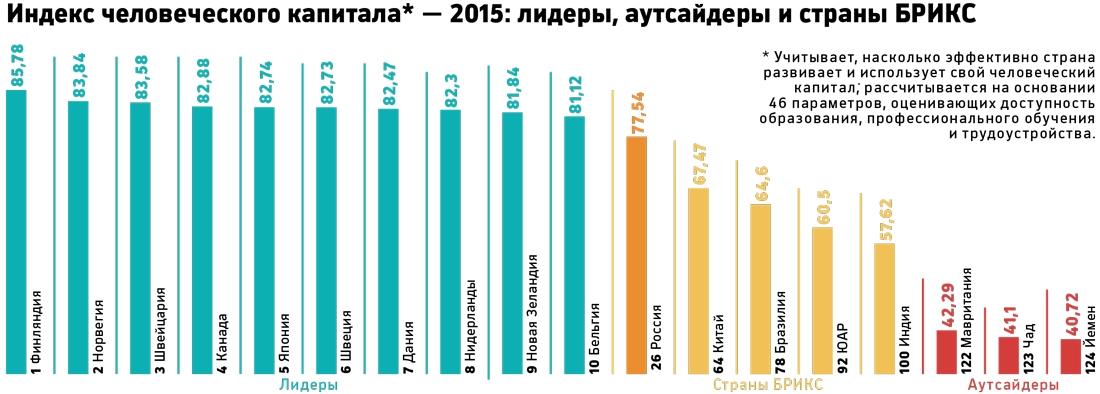 Индекс человеческого капитала* — 2015: лидеры, аутсайдеры и страны БРИКС
* Учитывает, насколько эффективно страна
развивает и использует свой человеческий
капитал; рассчитывается на основании
46 параметров, оценивающих доступность
образования, профессионального обучения
и трудоустройства.
85,78
1 Финляндия
83,84
2 Норвегия
83,58
3 Швейцария
82,88
4 Канада
82,74
5 Япония
82,73
6 Швеция
82,47
7 Дания
82,3
8 Нидерланды
81,84
9 Новая Зеландия
81,12
10 Бельгия
77,54
26 Россия
67,47
64 Китай
64,6
78 Бразилия
60,5
92 ЮАР
57,62
100 Индия
42,29
122 Мавритания
41,1
123 Чад
40,72
124 Йемен
Лидеры
Страны БРИКС
Аутсайдеры